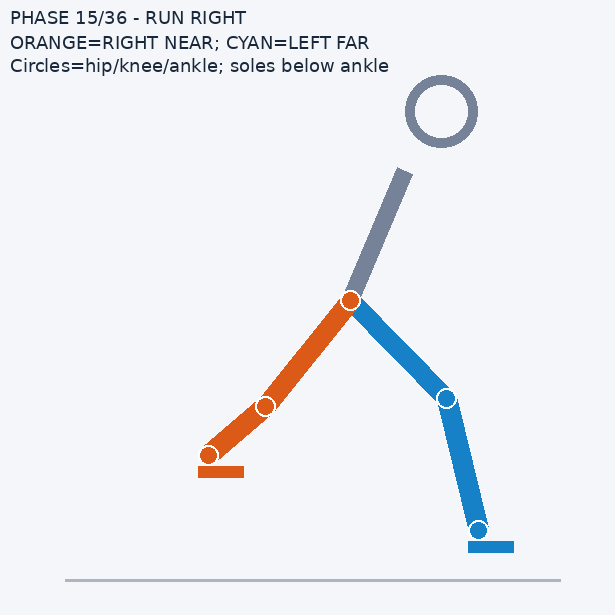 PHASE 15/36 - RUN RIGHT
ORANGE=RIGHT NEAR; CYAN=LEFT FAR
Circles=hip/knee/ankle; soles below ankle